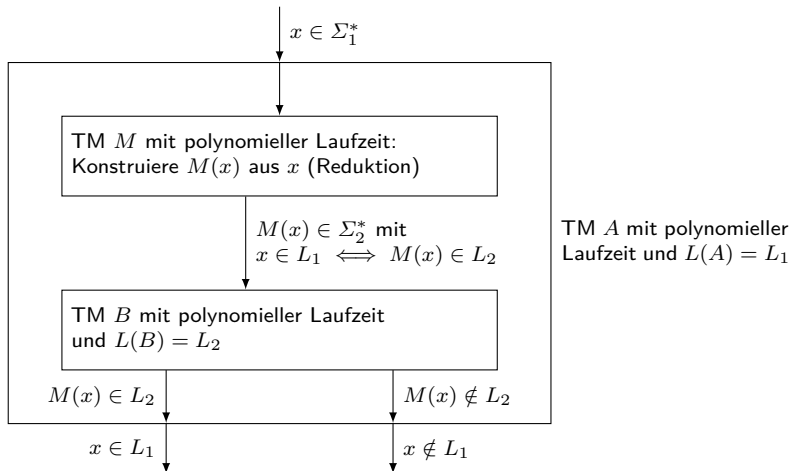 x ∈ Σ₁*
TM M mit polynomieller Laufzeit:
Konstruiere M(x) aus x (Reduktion)
M(x) ∈ Σ₂* mit
x ∈ L₁ ⟺ M(x) ∈ L₂
TM A mit polynomieller
Laufzeit und L(A) = L₁
TM B mit polynomieller Laufzeit
und L(B) = L₂
M(x) ∈ L₂
M(x) ∉ L₂
x ∈ L₁
x ∉ L₁